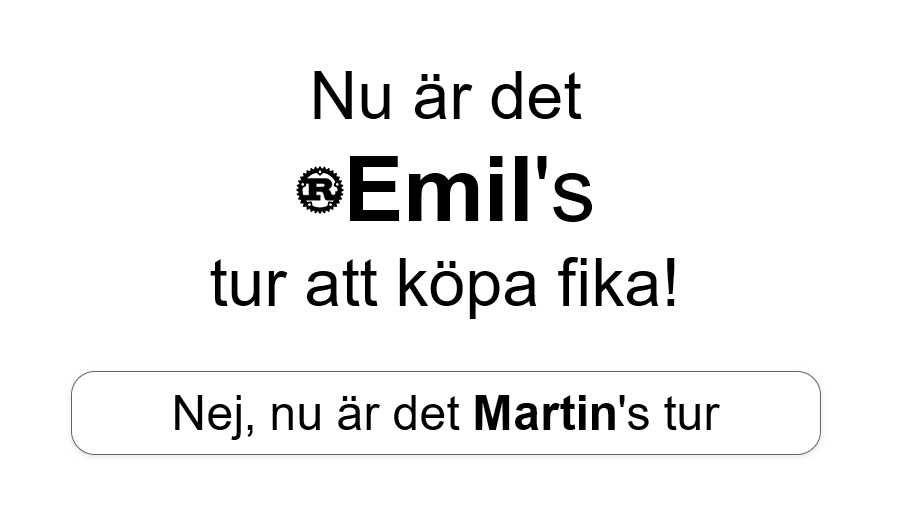 Nu är det
Emil's
tur att köpa fika!
Nej, nu är det Martin's tur